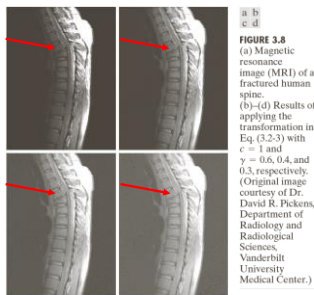 a b
c d
FIGURE 3.8
(a) Magnetic
resonance
image (MRI) of a
fractured human
spine.
(b)–(d) Results of
applying the
transformation in
Eq. (3.2-3) with
c = 1 and
γ = 0.6, 0.4, and
0.3, respectively.
(Original image
courtesy of Dr.
David R. Pickens,
Department of
Radiology and
Radiological
Sciences,
Vanderbilt
University
Medical Center.)